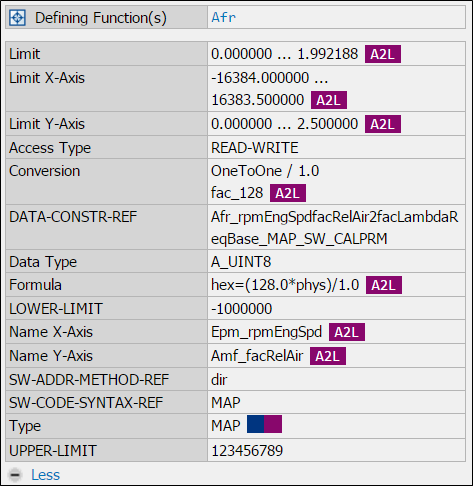 Defining Function(s) Afr
Limit 0.000000 ... 1.992188 A2L
Limit X-Axis -16384.000000 ...
16383.500000 A2L
Limit Y-Axis 0.000000 ... 2.500000 A2L
Access Type READ-WRITE
Conversion OneToOne / 1.0
fac_128 A2L
DATA-CONSTR-REF Afr_rpmEngSpdfacRelAir2facLambdaR
eqBase_MAP_SW_CALPRM
Data Type A_UINT8
Formula hex=(128.0*phys)/1.0 A2L
LOWER-LIMIT -1000000
Name X-Axis Epm_rpmEngSpd A2L
Name Y-Axis Amf_facRelAir A2L
SW-ADDR-METHOD-REF dir
SW-CODE-SYNTAX-REF MAP
Type MAP
UPPER-LIMIT 123456789
Less